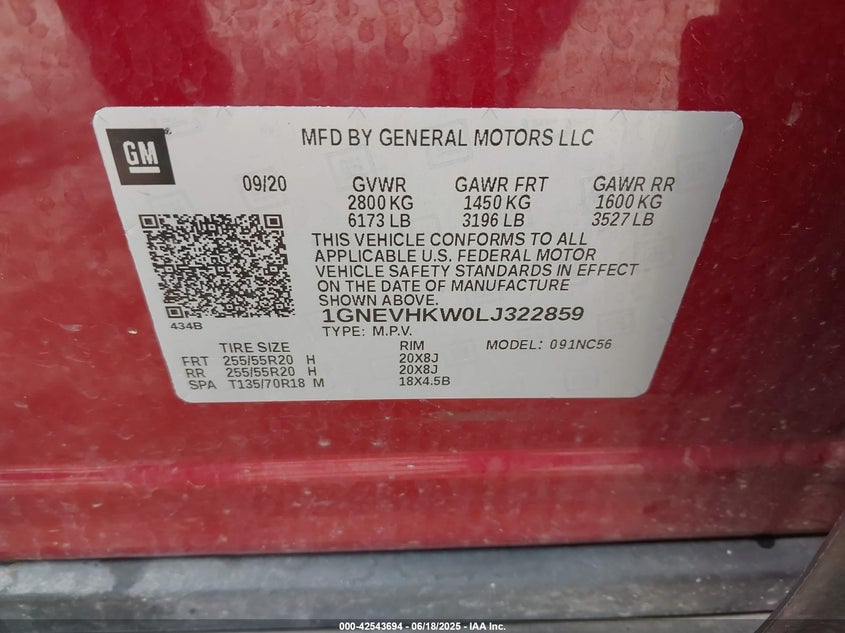 GM
MFD BY GENERAL MOTORS LLC
09/20 GVWR GAWR FRT GAWR RR
2800 KG 1450 KG 1600 KG
6173 LB 3196 LB 3527 LB
THIS VEHICLE CONFORMS TO ALL
APPLICABLE U.S. FEDERAL MOTOR
VEHICLE SAFETY STANDARDS IN EFFECT
ON THE DATE OF MANUFACTURE
SHOWN ABOVE.
434B
1GNEVHKW0LJ322859
TYPE: M.P.V.
TIRE SIZE RIM MODEL: 091NC56
FRT 255/55R20 H 20X8J
RR 255/55R20 H 20X8J
SPA T135/70R18 M 18X4.5B
000-42543694 - 06/18/2025 - IAA Inc.